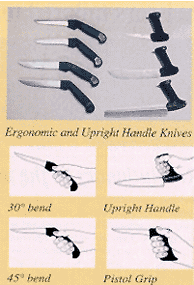 Ergonomic and Upright Handle Knives
30° bend
Upright Handle
45° bend
Pistol Grip